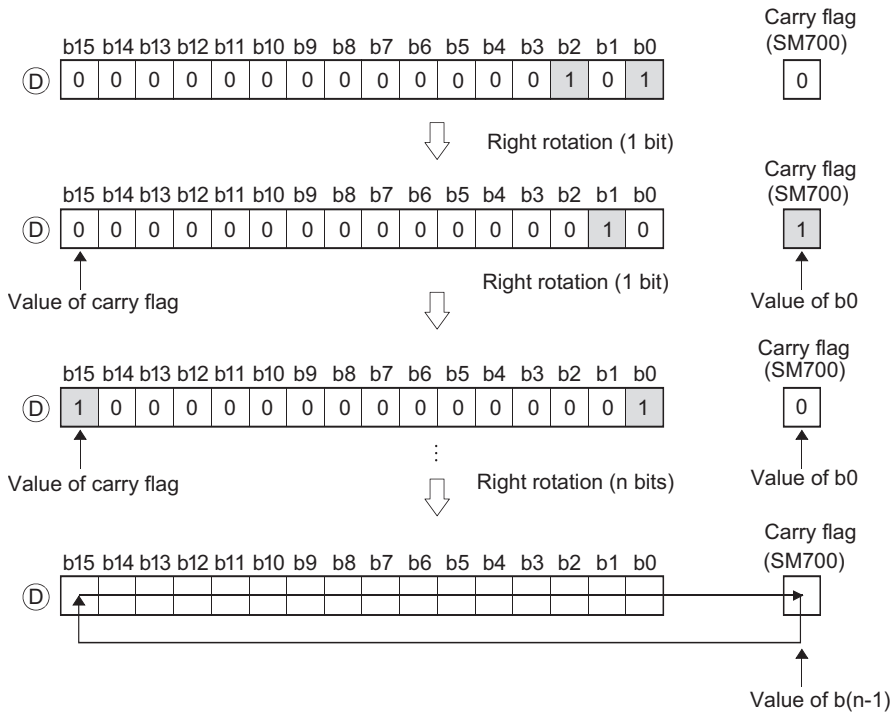 Carry flag
(SM700)
b15 b14 b13 b12 b11 b10 b9 b8 b7 b6 b5 b4 b3 b2 b1 b0
D 0 0 0 0 0 0 0 0 0 0 0 0 0 1 0 1 0
Right rotation (1 bit)
Carry flag
(SM700)
b15 b14 b13 b12 b11 b10 b9 b8 b7 b6 b5 b4 b3 b2 b1 b0
D 0 0 0 0 0 0 0 0 0 0 0 0 0 0 1 0 1
Value of carry flag
Right rotation (1 bit)
Value of b0
Carry flag
(SM700)
b15 b14 b13 b12 b11 b10 b9 b8 b7 b6 b5 b4 b3 b2 b1 b0
D 1 0 0 0 0 0 0 0 0 0 0 0 0 0 0 1 0
Value of carry flag
Right rotation (n bits)
Value of b0
Carry flag
(SM700)
b15 b14 b13 b12 b11 b10 b9 b8 b7 b6 b5 b4 b3 b2 b1 b0
D
Value of b(n-1)